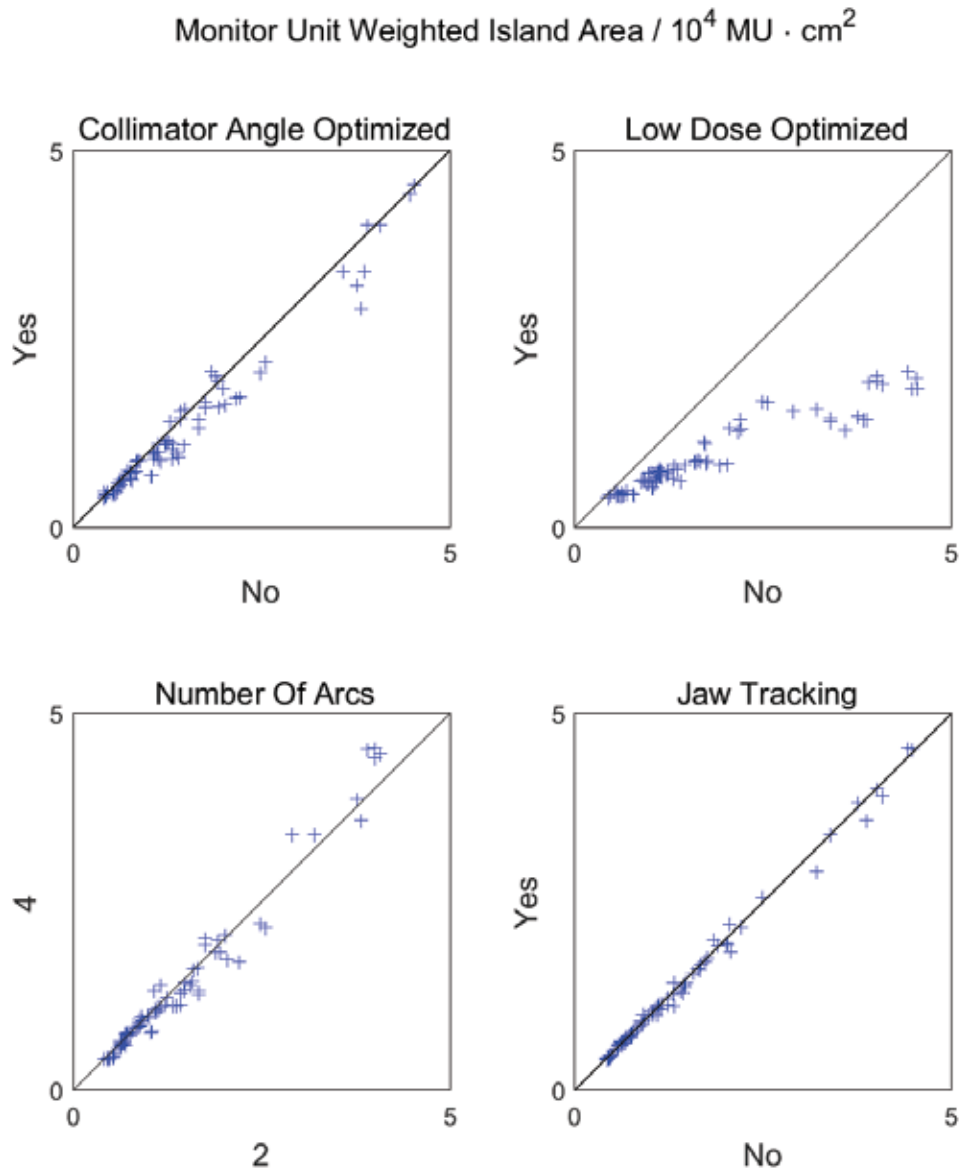 Monitor Unit Weighted Island Area / 10⁴ MU · cm²
Collimator Angle Optimized
5
Yes
0
0
5
No
Low Dose Optimized
5
Yes
0
0
5
No
Number Of Arcs
5
4
0
0
5
2
Jaw Tracking
5
Yes
0
0
5
No